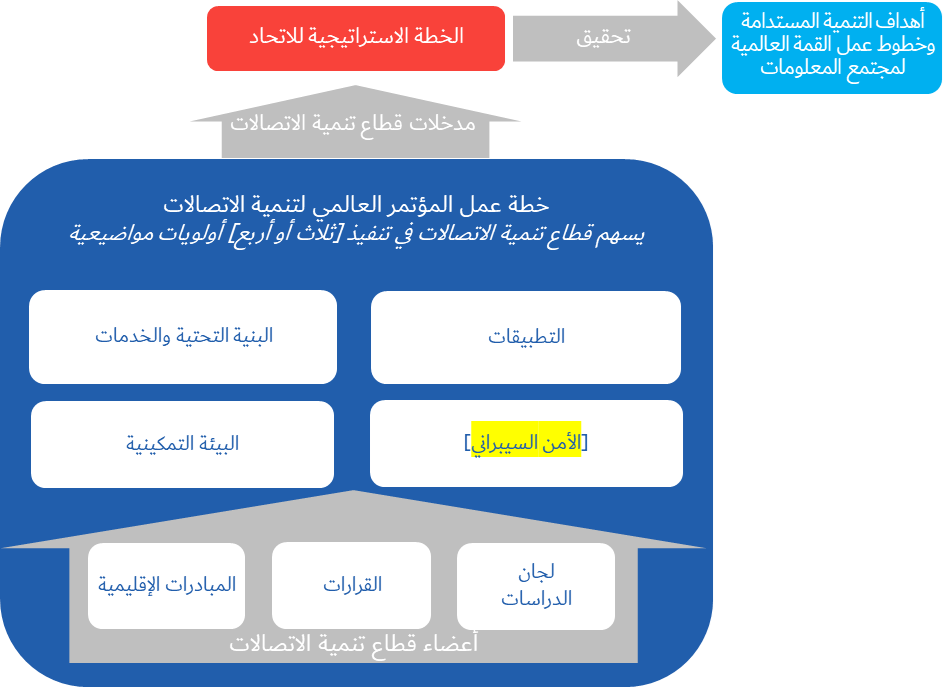 أهداف التنمية المستدامة
وخطوط عمل القمة العالمية
لمجتمع المعلومات
تحقيق
الخطة الاستراتيجية للاتحاد
مدخلات قطاع تنمية الاتصالات
خطة عمل المؤتمر العالمي لتنمية الاتصالات
يسهم قطاع تنمية الاتصالات في تنفيذ [ثلاث أو أربع] أولويات مواضيعية
التطبيقات
البنية التحتية والخدمات
[الأمن السيبراني]
البيئة التمكينية
لجان
الدراسات
القرارات
المبادرات الإقليمية
أعضاء قطاع تنمية الاتصالات